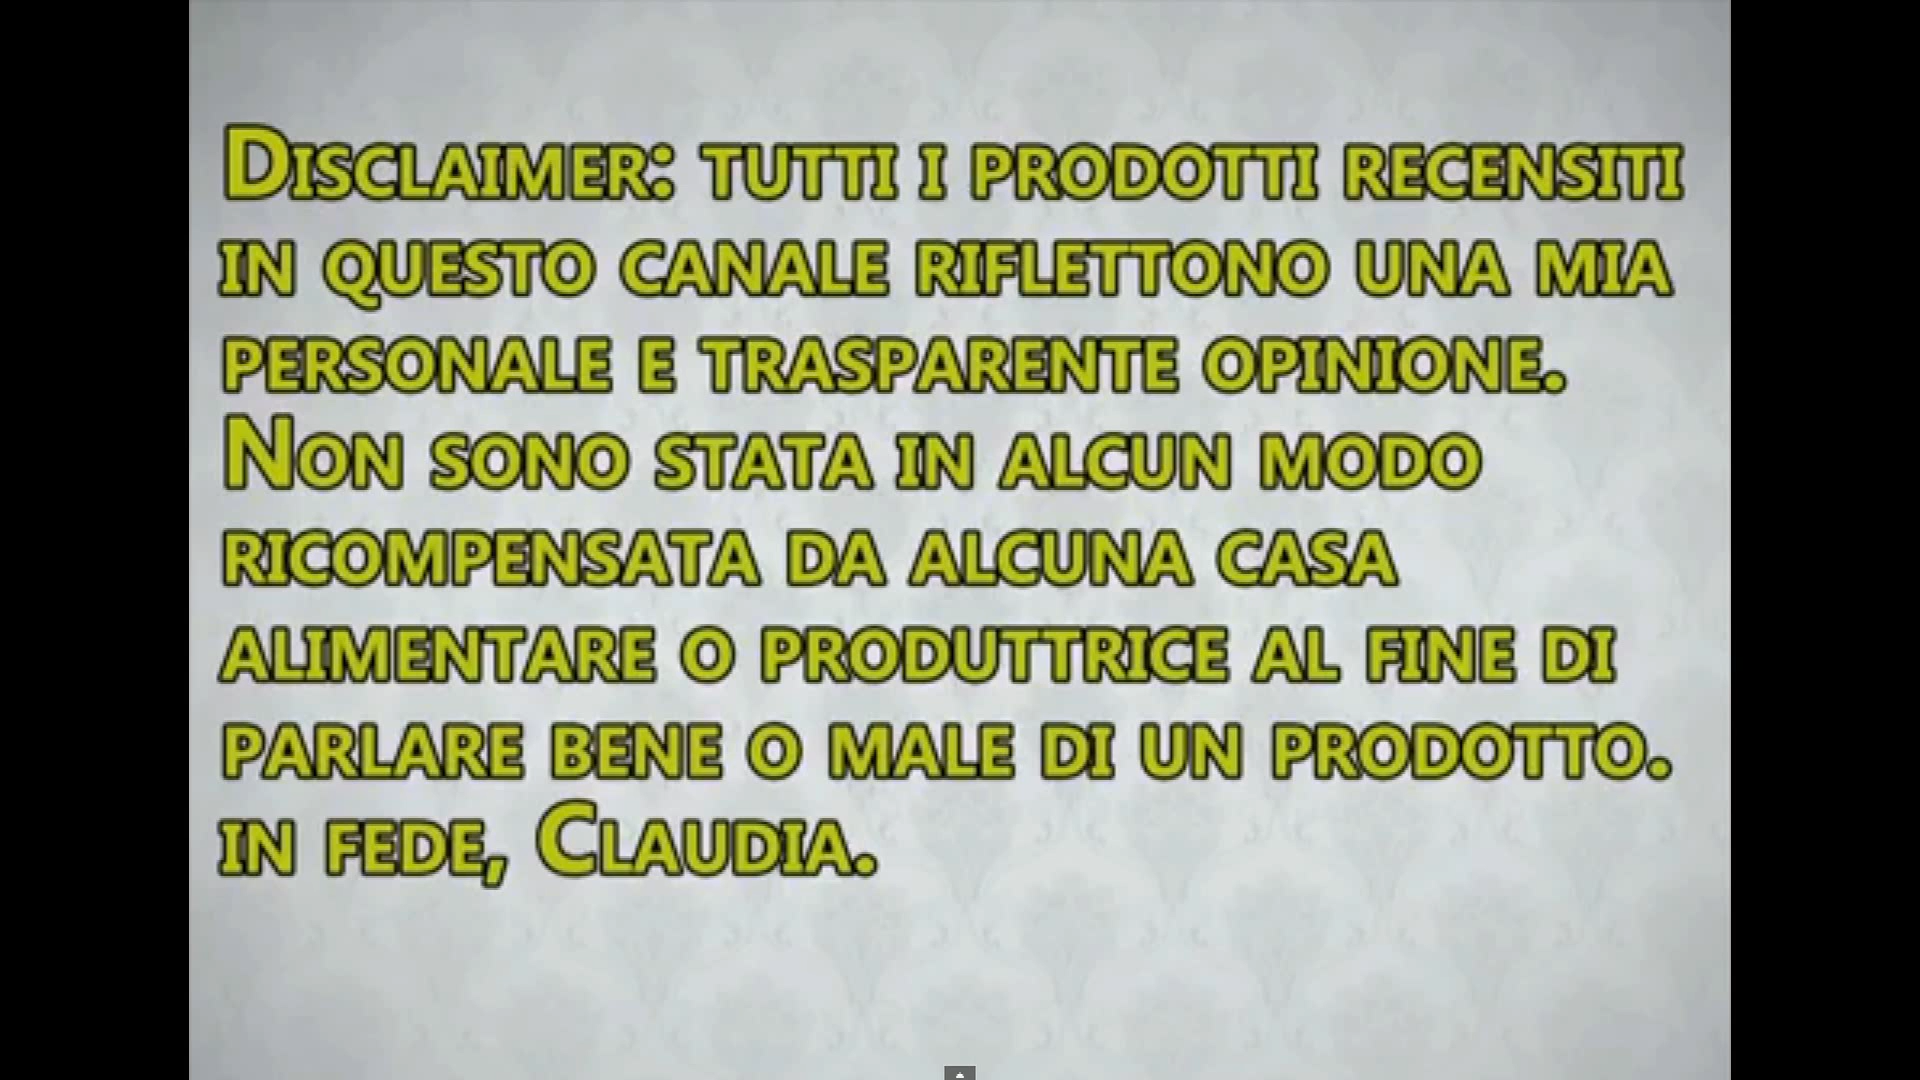 Disclaimer: tutti i prodotti recensiti
in questo canale riflettono una mia
personale e trasparente opinione.
Non sono stata in alcun modo
ricompensata da alcuna casa
alimentare o produttrice al fine di
parlare bene o male di un prodotto.
in fede, Claudia.